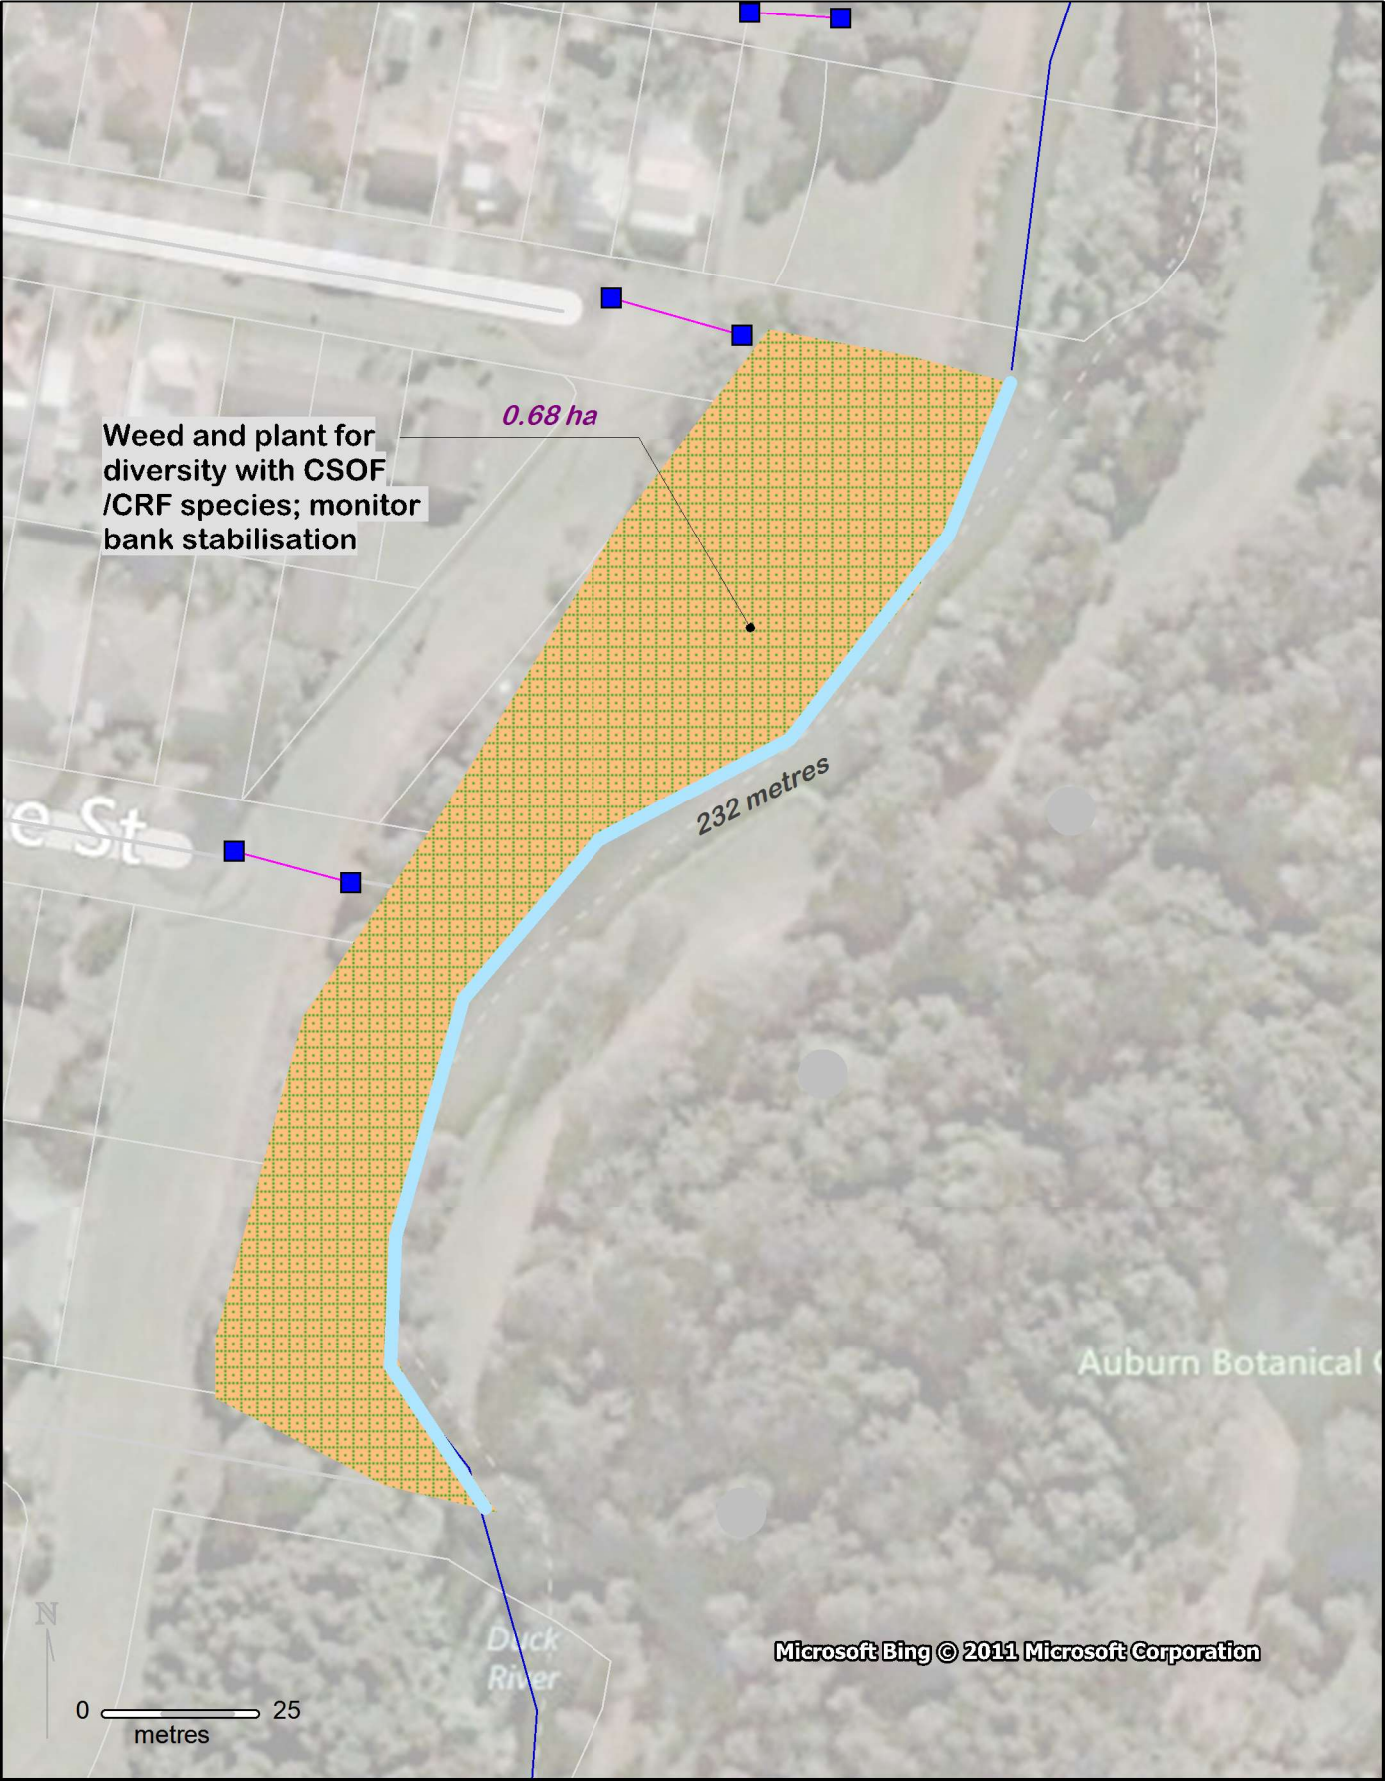 0.68 ha
Weed and plant for
diversity with CSOF
/CRF species; monitor
bank stabilisation
232 metres
e St
Auburn Botanical
Duck
River
N
Microsoft Bing © 2011 Microsoft Corporation
0 25
metres